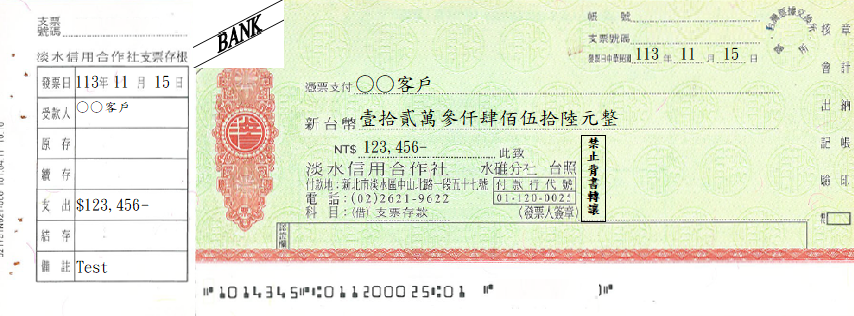 支票
號碼
淡水信用合作社支票存根
發票日 113年 11 月 15日
受款人 ○○客戶
原存
續存
支出 $123,456-
結存
備註 Test
BANK
帳 號
支票號碼
發票日中華民國 113 年 11 月 15 日
憑票支付 ○○客戶
新台幣 壹拾貳萬參仟肆佰伍拾陸元整
NT$ 123,456- 此致
淡水信用合作社 水碓分社 台照
付款地:新北市淡水區中山北路一段五十七號
付款行代號
電話:(02)2621-9622
01-120-0025
科目:(借)支票存款
(發票人簽章)
禁止背書轉讓
核章
會計
出納
記帳
驗印
⑈1014345⑈⑆011200025⑆01 ⑈ ⑈